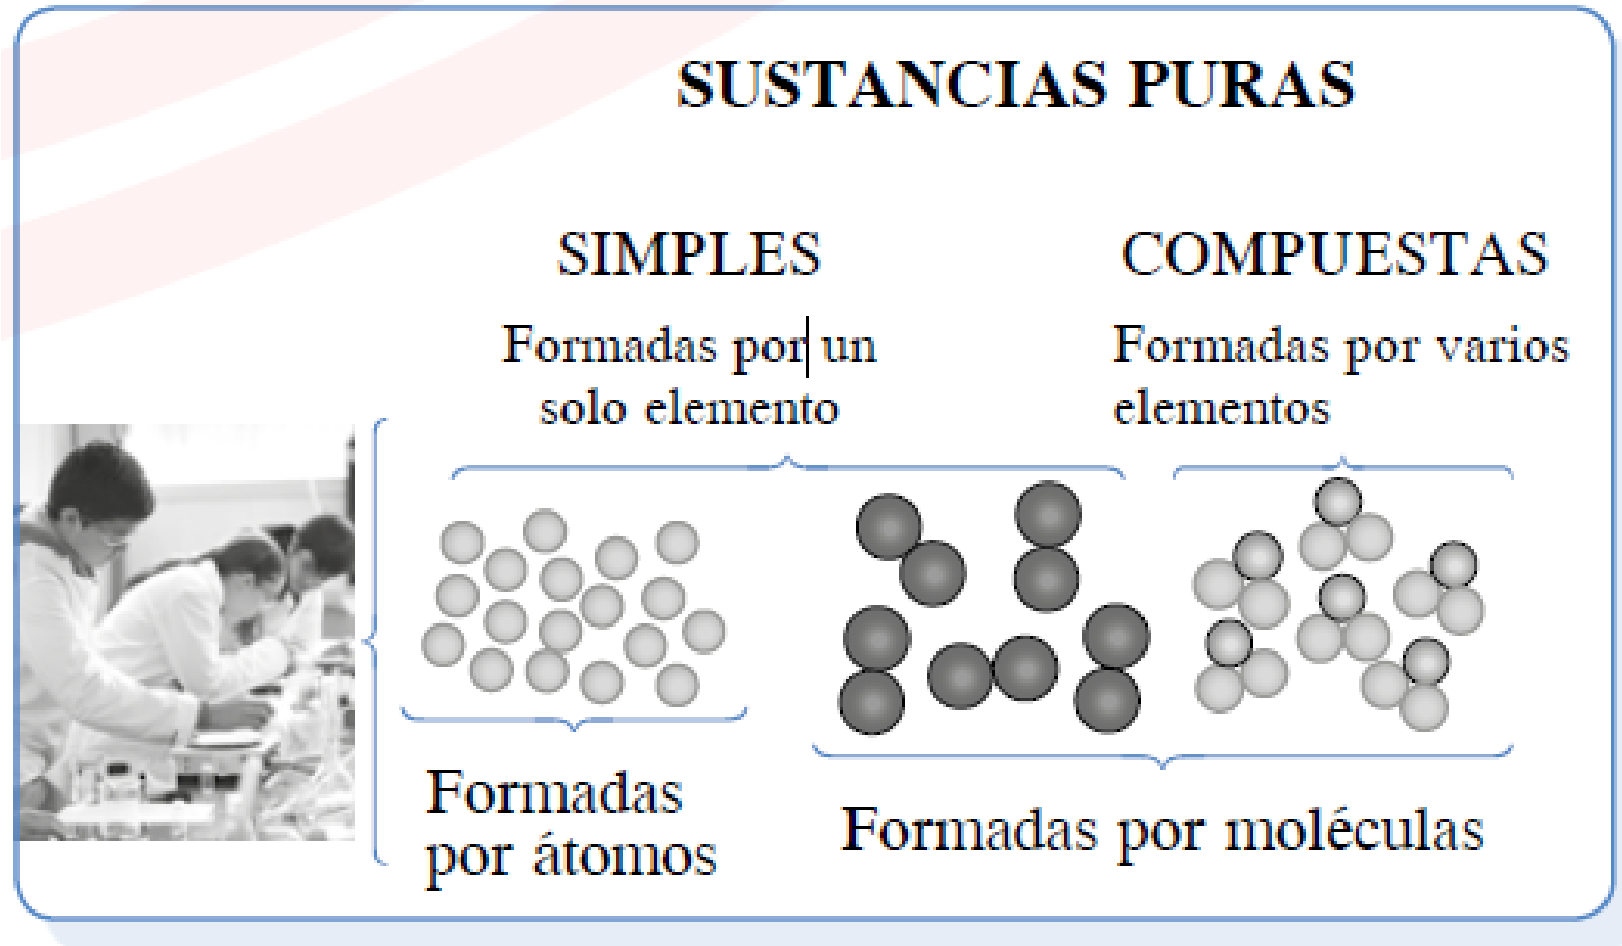 SUSTANCIAS PURAS
SIMPLES
Formadas por un
solo elemento
COMPUESTAS
Formadas por varios
elementos
Formadas
por átomos
Formadas por moléculas